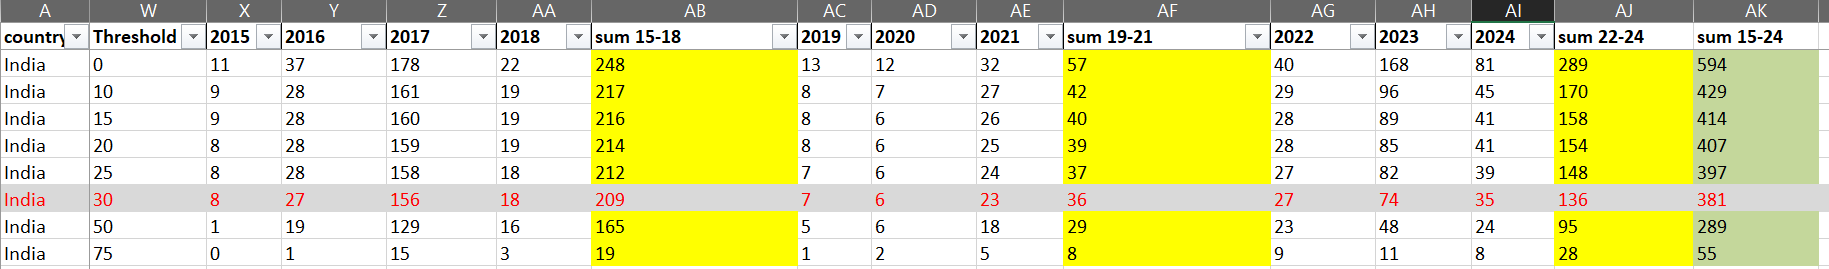 A W X Y Z AA AB AC AD AE AF AG AH AI AJ AK
country Threshold 2015 2016 2017 2018 sum 15-18 2019 2020 2021 sum 19-21 2022 2023 2024 sum 22-24 sum 15-24
India 0 11 37 178 22 248 13 12 32 57 40 168 81 289 594
India 10 9 28 161 19 217 8 7 27 42 29 96 45 170 429
India 15 9 28 160 19 216 8 6 26 40 28 89 41 158 414
India 20 8 28 159 19 214 8 6 25 39 28 85 41 154 407
India 25 8 28 158 18 212 7 6 24 37 27 82 39 148 397
India 30 8 27 156 18 209 7 6 23 36 27 74 35 136 381
India 50 1 19 129 16 165 5 6 18 29 23 48 24 95 289
India 75 0 1 15 3 19 1 2 5 8 9 11 8 28 55